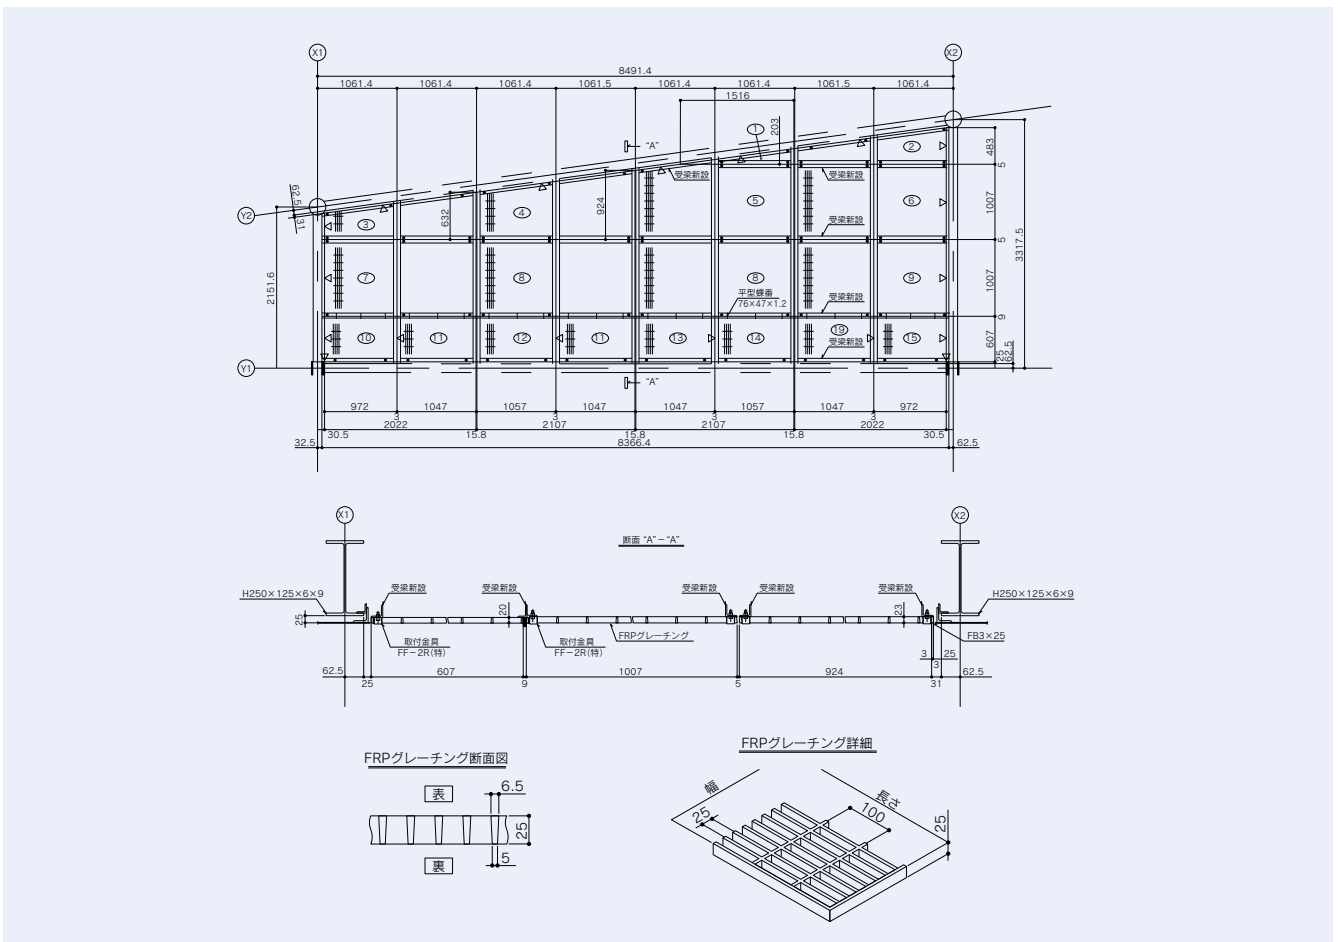 X1
X2
8491.4
1061.4 1061.4 1061.4 1061.5 1061.4 1061.4 1061.5 1061.4
1516
203
①
②
"A"
483
5
受梁新設
受梁新設
62.5
31
③
632
④
924
⑤
⑥
1007
Y2
受梁新設
5
3317.5
2151.6
⑦
⑧
⑧
⑨
1007
平型蝶番
76×47×1.2
受梁新設
9
⑩
⑪
⑫
⑪
⑬
⑭
⑲
⑮
607
受梁新設
25
62.5
Y1
"A"
972 1047 1057 1047 1047 1057 1047 972
3 3 3 3
2022 2107 2107 2022
30.5 15.8 15.8 15.8 30.5
32.5 8366.4 62.5
X1
X2
断面 "A"-"A"
H250×125×6×9
受梁新設
受梁新設
受梁新設
受梁新設
受梁新設
H250×125×6×9
25
20
23
取付金具
FF-2R(特)
取付金具
FF-2R(特)
FRPグレーチング
FB3×25
3 25
3
62.5 607 1007 924 62.5
25 9 5 31
FRPグレーチング断面図
表
6.5
25
裏
5
FRPグレーチング詳細
幅
長さ
25
100
25